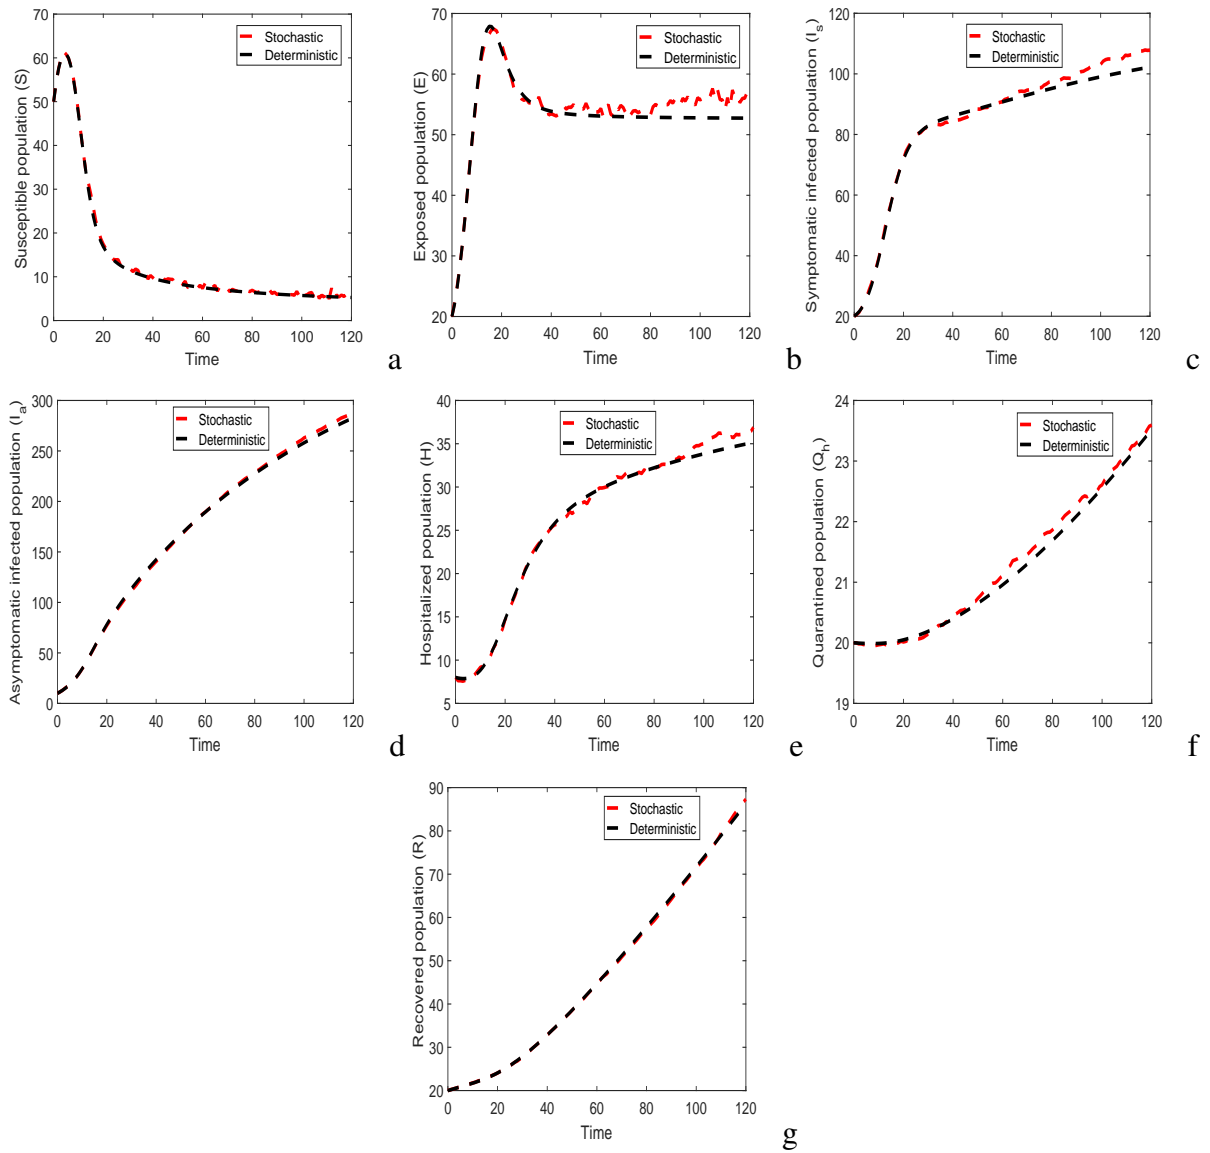 Susceptible population (S)
70
60
50
40
30
20
10
0
Stochastic
Deterministic
0 20 40 60 80 100 120
Time
a
Exposed population (E)
70
60
50
40
30
20
Stochastic
Deterministic
0 20 40 60 80 100 120
Time
b
Symptomatic infected population (I_s)
120
100
80
60
40
20
Stochastic
Deterministic
0 20 40 60 80 100 120
Time
c
Asymptomatic infected population (I_a)
300
250
200
150
100
50
0
Stochastic
Deterministic
0 20 40 60 80 100 120
Time
d
Hospitalized population (H)
40
35
30
25
20
15
10
5
Stochastic
Deterministic
0 20 40 60 80 100 120
Time
e
Quarantined population (Q_h)
24
23
22
21
20
19
Stochastic
Deterministic
0 20 40 60 80 100 120
Time
f
Recovered population (R)
90
80
70
60
50
40
30
20
Stochastic
Deterministic
0 20 40 60 80 100 120
Time
g